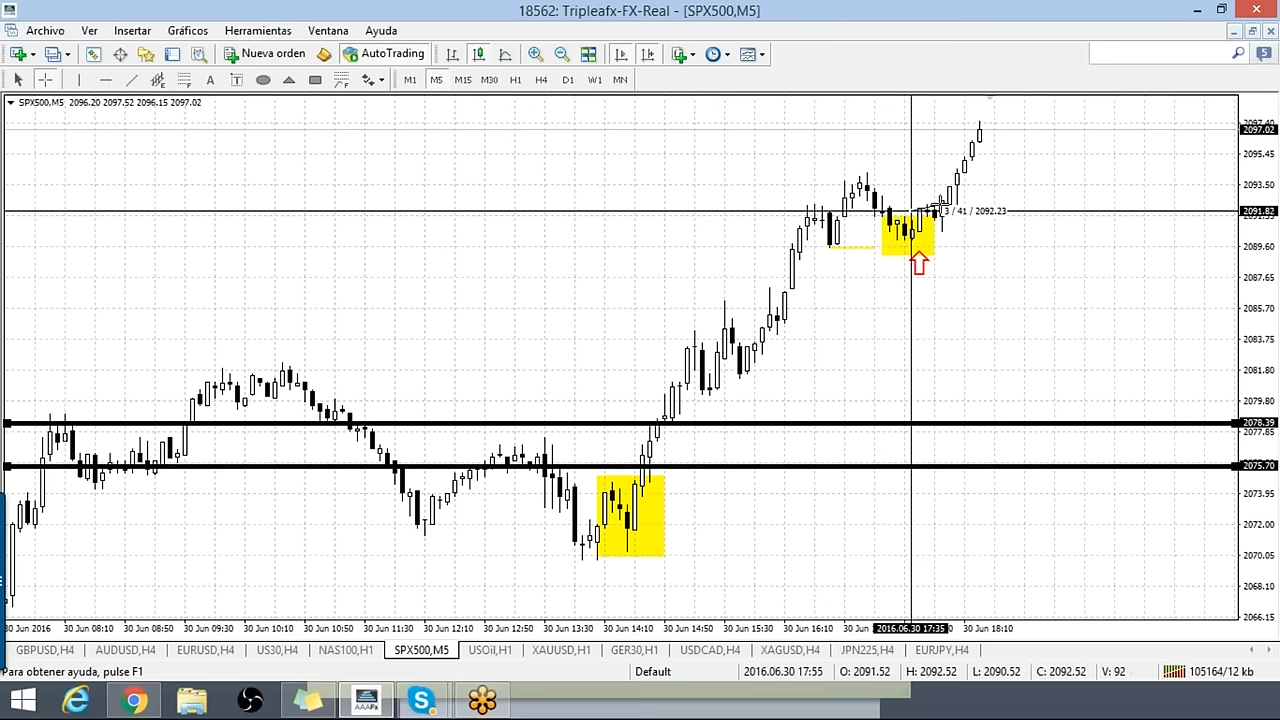 18562: Tripleafx-FX-Real - [SPX500,M5]
Archivo Ver Insertar Gráficos Herramientas Ventana Ayuda
Nueva orden AutoTrading 5
A T M1 M5 M15 M30 H1 H4 D1 W1 MN
SPX500,M5 2096.20 2097.52 2096.15 2097.02
2097.40
2097.02
2095.45
2093.50
2091.82
3 / 41 / 2092.23
2089.60
2087.65
2085.70
2083.75
2081.80
2079.80
2078.39
2077.85
2075.70
2073.95
2072.00
2070.05
2068.10
2066.15
30 Jun 2016 30 Jun 08:10 30 Jun 08:50 30 Jun 09:30 30 Jun 10:10 30 Jun 10:50 30 Jun 11:30 30 Jun 12:10 30 Jun 12:50 30 Jun 13:30 30 Jun 14:10 30 Jun 14:50 30 Jun 15:30 30 Jun 16:10 30 Jun 2016.06.30 17:35 0 30 Jun 18:10
GBPUSD,H4 AUDUSD,H4 EURUSD,H4 US30,H4 NAS100,H1 SPX500,M5 USOil,H1 XAUUSD,H1 GER30,H1 USDCAD,H4 XAGUSD,H4 JPN225,H4 EURJPY,H4
Para obtener ayuda, pulse F1 Default 2016.06.30 17:55 O: 2091.52 H: 2092.52 L: 2090.52 C: 2092.52 V: 92 105164/12 kb
AAAFx